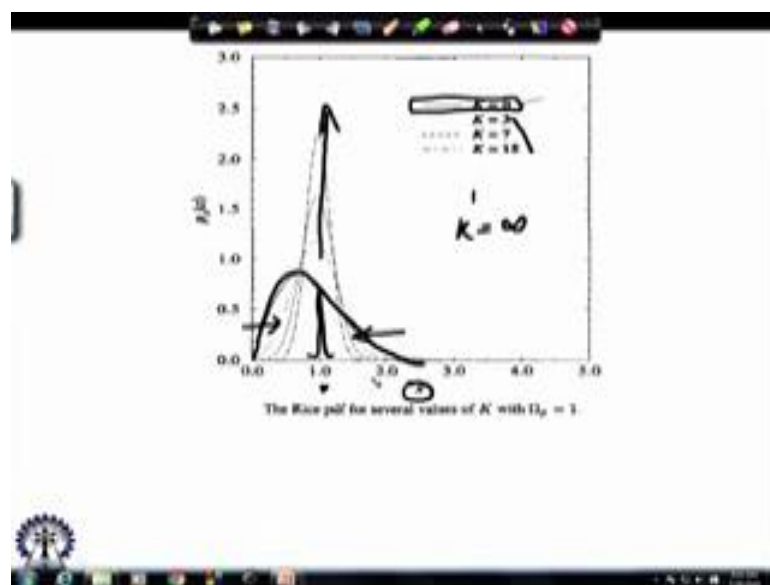 3.0
2.5
K = 0
K = 3
K = 7
2.0
1
1.5
K = ∞
1.0
0.5
0.0
0.0 1.0 2.0 3.0 4.0 5.0
The Rice pdf for several values of K with Ωp = 1